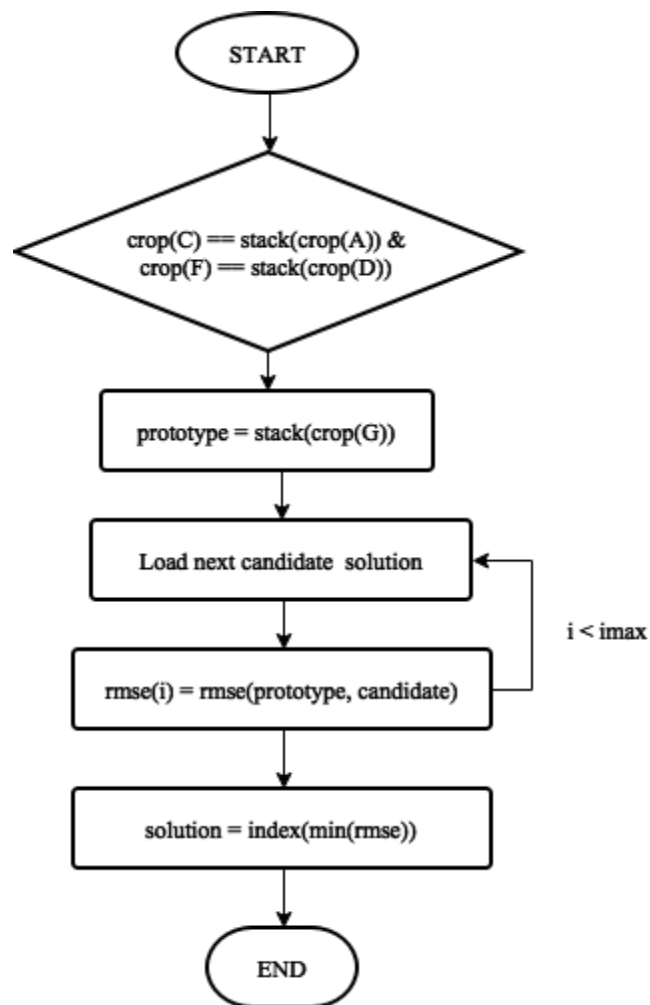 START
crop(C) == stack(crop(A)) &
crop(F) == stack(crop(D))
prototype = stack(crop(G))
Load next candidate solution
i < imax
rmse(i) = rmse(prototype, candidate)
solution = index(min(rmse))
END